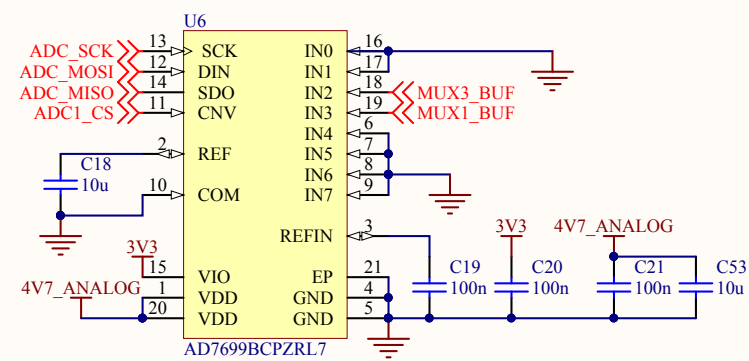 U6
ADC_SCK 13 SCK IN0 16
ADC_MOSI 12 DIN IN1 17
ADC_MISO 14 SDO IN2 18 MUX3_BUF
ADC1_CS 11 CNV IN3 19 MUX1_BUF
IN4 6
2 REF IN5 7
C18 IN6 8
10u
10 COM IN7 9
REFIN 3
3V3 3V3 4V7_ANALOG
15 VIO EP 21 C19 C20 C21 C53
4V7_ANALOG 1 VDD GND 4 100n 100n 100n 10u
20 VDD GND 5
AD7699BCPZRL7